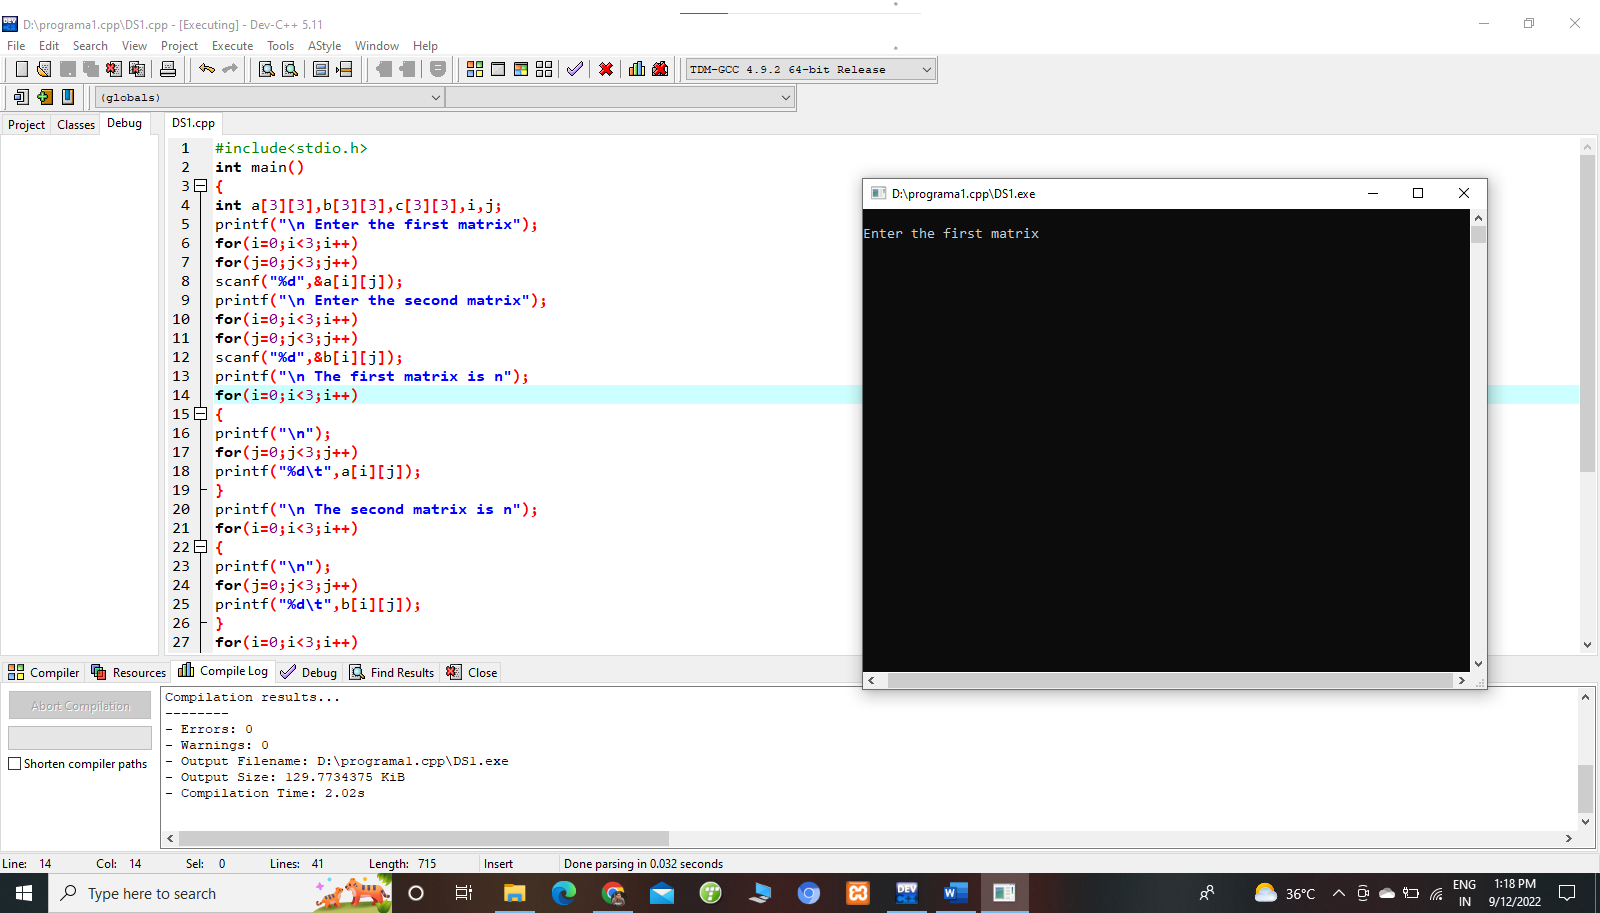 D:\programa1.cpp\DS1.cpp - [Executing] - Dev-C++ 5.11
File Edit Search View Project Execute Tools AStyle Window Help
TDM-GCC 4.9.2 64-bit Release
(globals)
Project Classes Debug DS1.cpp
1 #include<stdio.h>
2 int main()
3 {
4 int a[3][3],b[3][3],c[3][3],i,j;
5 printf("\n Enter the first matrix");
6 for(i=0;i<3;i++)
7 for(j=0;j<3;j++)
8 scanf("%d",&a[i][j]);
9 printf("\n Enter the second matrix");
10 for(i=0;i<3;i++)
11 for(j=0;j<3;j++)
12 scanf("%d",&b[i][j]);
13 printf("\n The first matrix is n");
14 for(i=0;i<3;i++)
15 {
16 printf("\n");
17 for(j=0;j<3;j++)
18 printf("%d\t",a[i][j]);
19 }
20 printf("\n The second matrix is n");
21 for(i=0;i<3;i++)
22 {
23 printf("\n");
24 for(j=0;j<3;j++)
25 printf("%d\t",b[i][j]);
26 }
27 for(i=0;i<3;i++)
D:\programa1.cpp\DS1.exe
Enter the first matrix
Compiler Resources Compile Log Debug Find Results Close
Abort Compilation
Shorten compiler paths
Compilation results...
--------
- Errors: 0
- Warnings: 0
- Output Filename: D:\programa1.cpp\DS1.exe
- Output Size: 129.7734375 KiB
- Compilation Time: 2.02s
Line: 14 Col: 14 Sel: 0 Lines: 41 Length: 715 Insert Done parsing in 0.032 seconds
Type here to search
DEV
W
36°C
ENG
IN
1:18 PM
9/12/2022